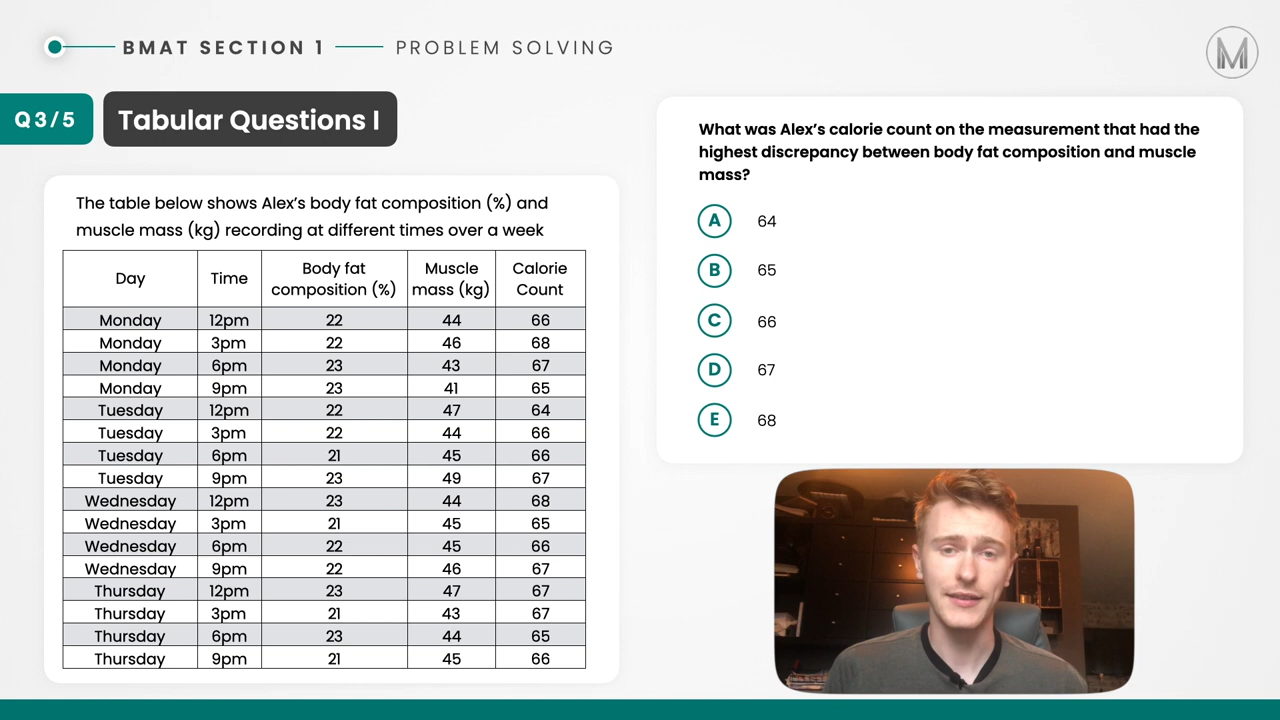 BMAT SECTION 1 PROBLEM SOLVING
M
Q 3/5
Tabular Questions I
The table below shows Alex's body fat composition (%) and
muscle mass (kg) recording at different times over a week
Day Time Body fat composition (%) Muscle mass (kg) Calorie Count
Monday 12pm 22 44 66
Monday 3pm 22 46 68
Monday 6pm 23 43 67
Monday 9pm 23 41 65
Tuesday 12pm 22 47 64
Tuesday 3pm 22 44 66
Tuesday 6pm 21 45 66
Tuesday 9pm 23 49 67
Wednesday 12pm 23 44 68
Wednesday 3pm 21 45 65
Wednesday 6pm 22 45 66
Wednesday 9pm 22 46 67
Thursday 12pm 23 47 67
Thursday 3pm 21 43 67
Thursday 6pm 23 44 65
Thursday 9pm 21 45 66
What was Alex's calorie count on the measurement that had the
highest discrepancy between body fat composition and muscle
mass?
A 64
B 65
C 66
D 67
E 68